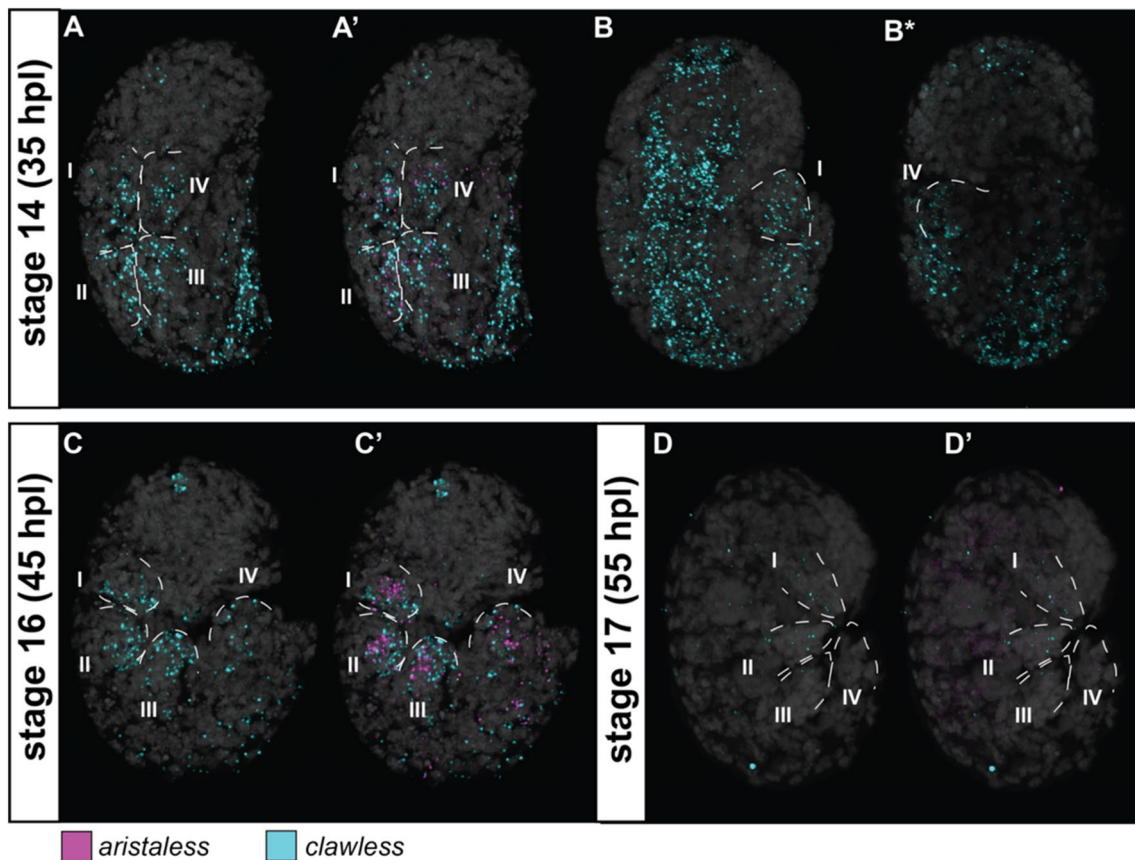 stage 14 (35 hpl)
A
A’
B
B*
I
IV
II
III
I
IV
II
III
I
IV
stage 16 (45 hpl)
C
C’
I
II
III
IV
I
II
III
IV
stage 17 (55 hpl)
D
D’
I
II
III
IV
I
II
III
IV
aristaless
clawless